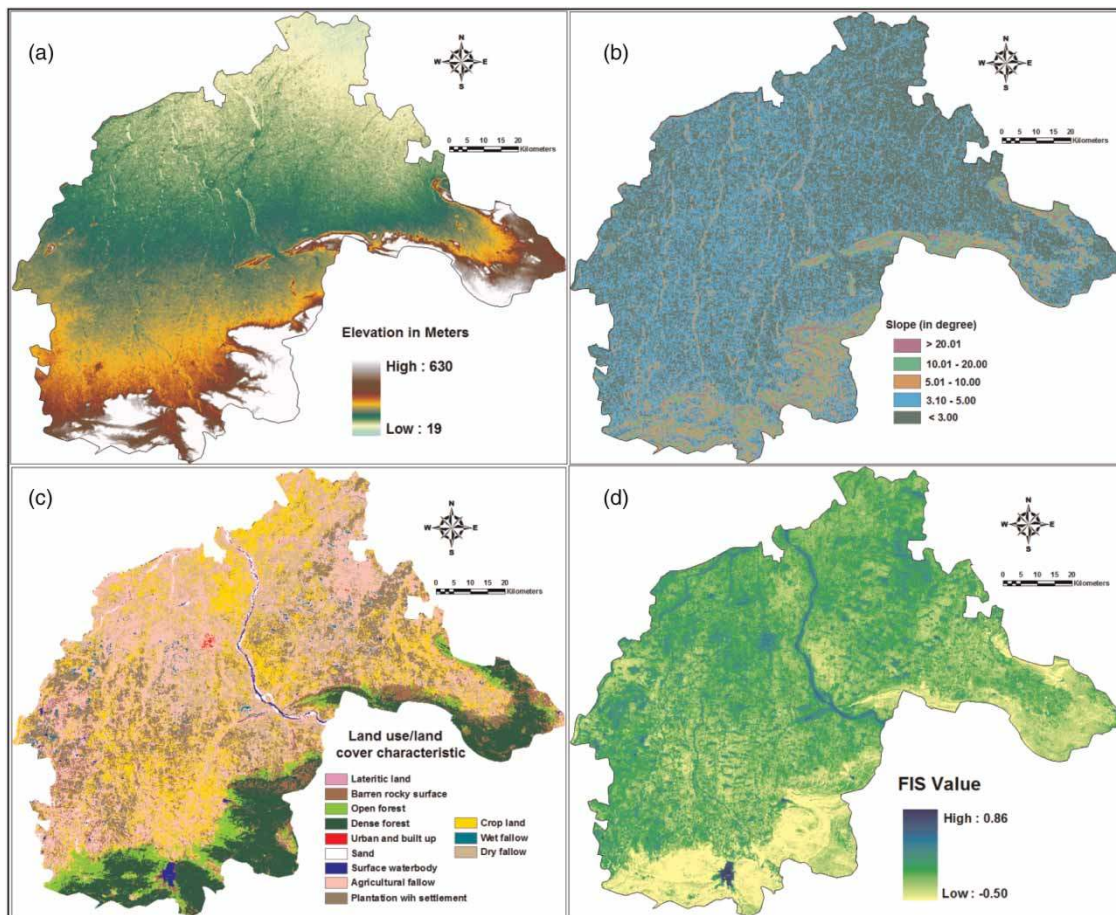 (a)
N
W E
S
0 5 10 15 20
Kilometers
Elevation in Meters
High : 630
Low : 19
(b)
N
W E
S
0 5 10 15 20
Kilometers
Slope (in degree)
> 20.01
10.01 - 20.00
5.01 - 10.00
3.10 - 5.00
< 3.00
(c)
N
W E
S
0 5 10 15 20
Kilometers
Land use/land
cover characteristic
Lateritic land
Barren rocky surface
Open forest
Dense forest
Urban and built up
Sand
Surface waterbody
Agricultural fallow
Plantation wih settlement
Crop land
Wet fallow
Dry fallow
(d)
N
W E
S
0 5 10 15 20
Kilometers
FIS Value
High : 0.86
Low : -0.50